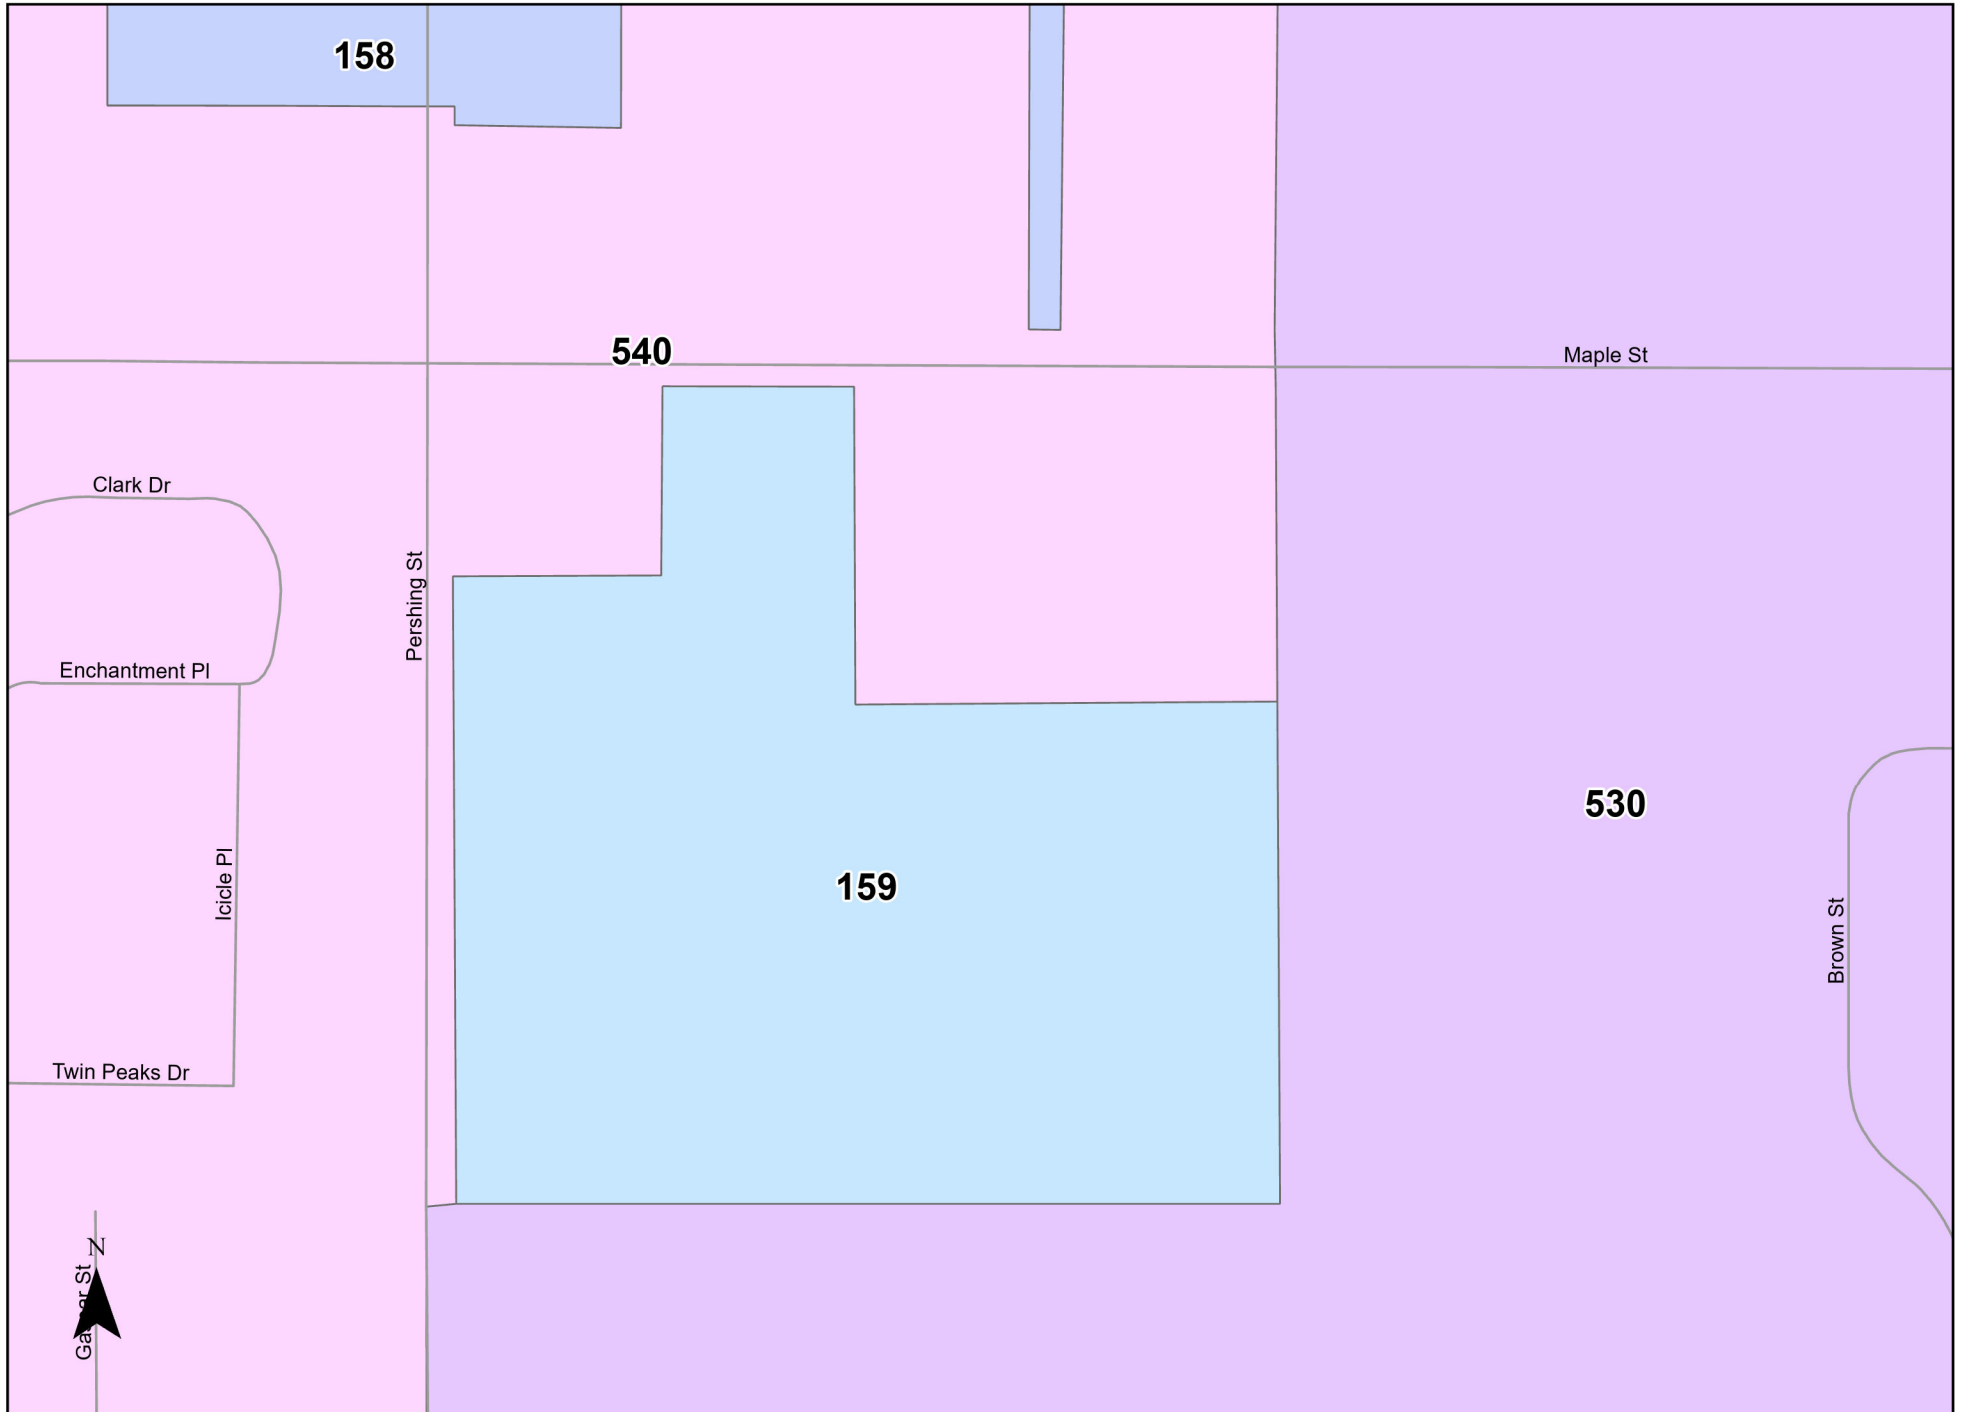 158
540
Maple St
Clark Dr
Pershing St
Enchantment Pl
530
Icicle Pl
159
Brown St
Twin Peaks Dr
N
St